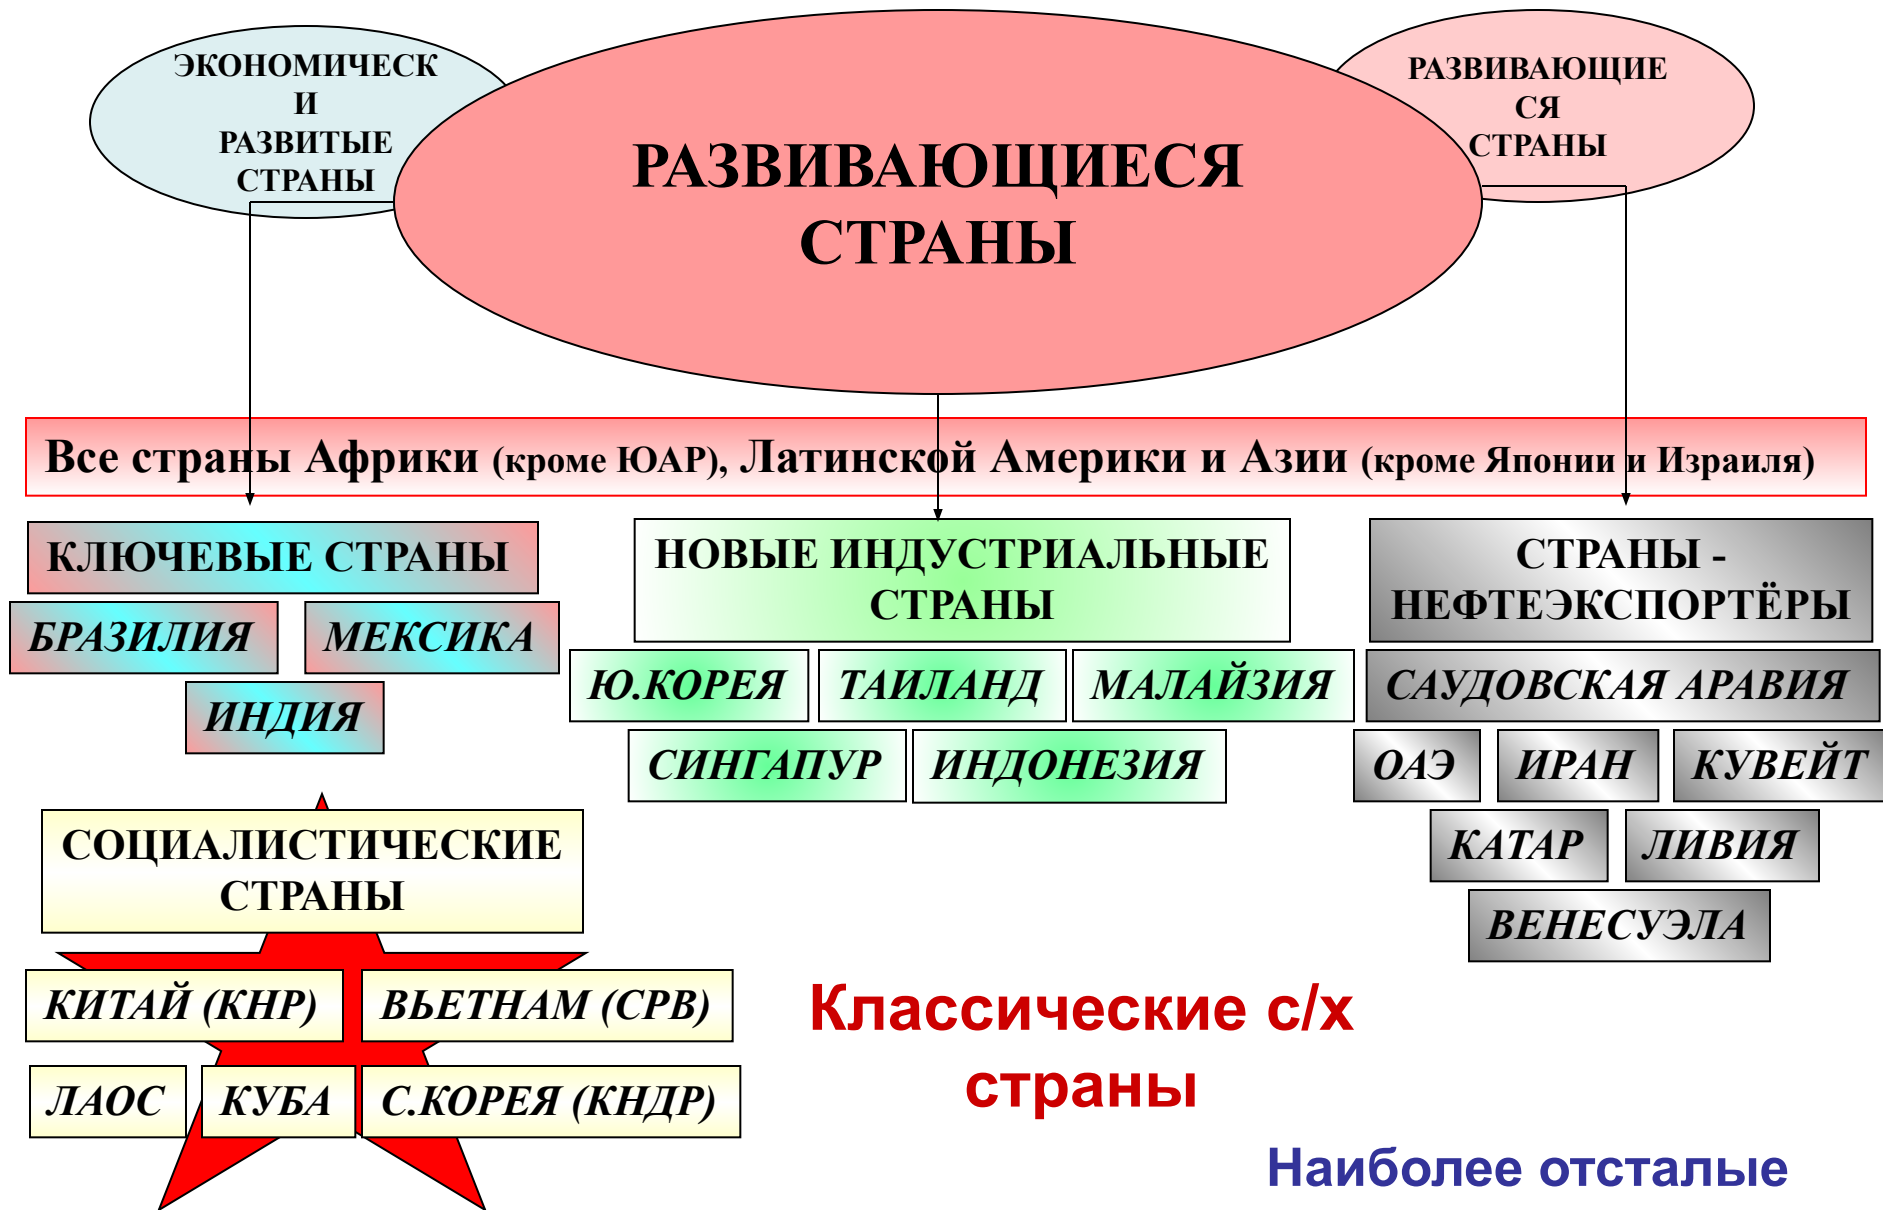 ЭКОНОМИЧЕСК
И
РАЗВИТЫЕ
СТРАНЫ
РАЗВИВАЮЩИЕСЯ
СТРАНЫ
РАЗВИВАЮЩИЕ
СЯ
СТРАНЫ
Все страны Африки (кроме ЮАР), Латинской Америки и Азии (кроме Японии и Израиля)
КЛЮЧЕВЫЕ СТРАНЫ
БРАЗИЛИЯ
МЕКСИКА
ИНДИЯ
НОВЫЕ ИНДУСТРИАЛЬНЫЕ
СТРАНЫ
Ю.КОРЕЯ
ТАИЛАНД
МАЛАЙЗИЯ
СИНГАПУР
ИНДОНЕЗИЯ
СТРАНЫ -
НЕФТЕЭКСПОРТЁРЫ
САУДОВСКАЯ АРАВИЯ
ОАЭ
ИРАН
КУВЕЙТ
КАТАР
ЛИВИЯ
ВЕНЕСУЭЛА
СОЦИАЛИСТИЧЕСКИЕ
СТРАНЫ
КИТАЙ (КНР)
ВЬЕТНАМ (СРВ)
ЛАОС
КУБА
С.КОРЕЯ (КНДР)
Классические с/х
страны
Наиболее отсталые